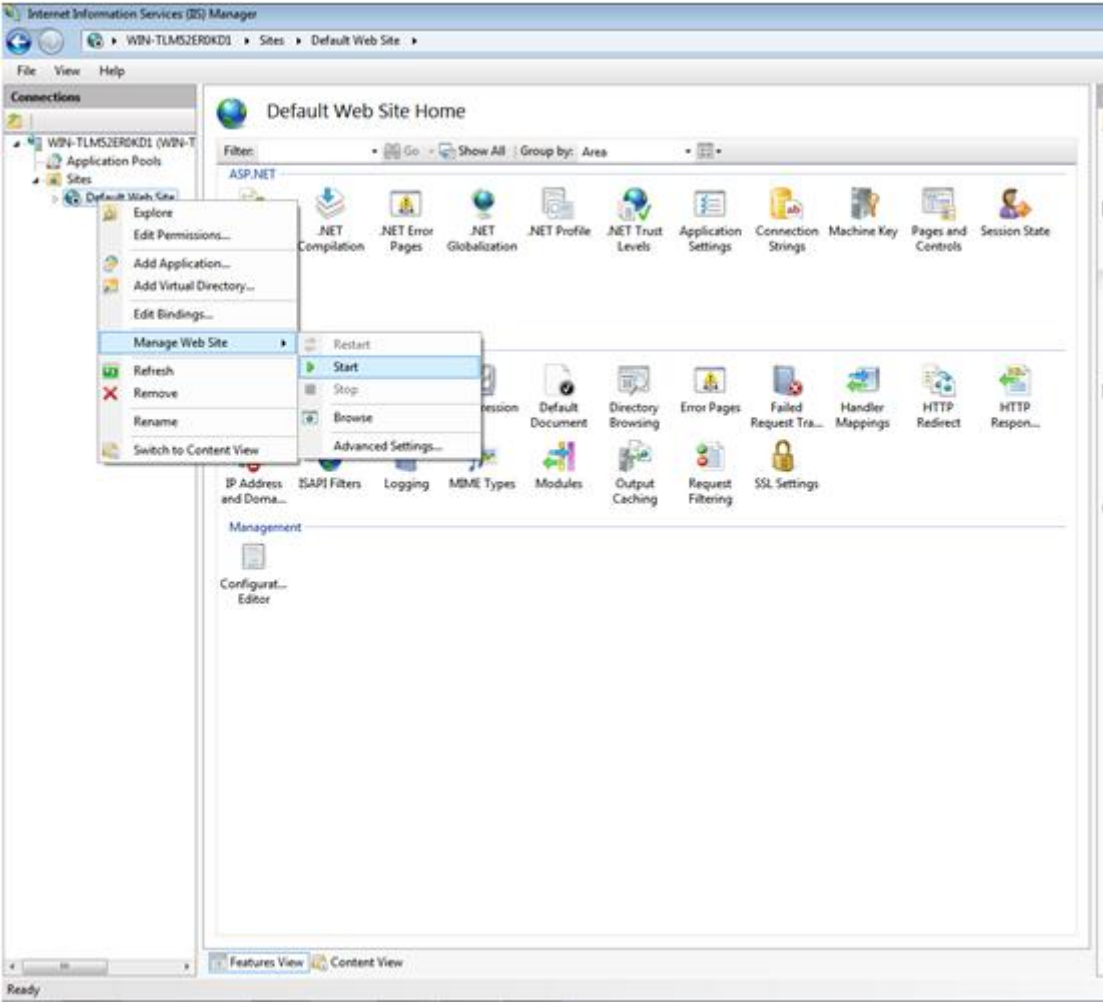 Internet Information Services (IIS) Manager
WIN-TLM52ER0KD1 Sites Default Web Site
File View Help
Connections
WIN-TLM52ER0KD1 (WIN-T
Application Pools
Sites
Default Web Site
Explore
Edit Permissions...
Add Application...
Add Virtual Directory...
Edit Bindings...
Manage Web Site
Refresh
Remove
Rename
Switch to Content View
Restart
Start
Stop
Browse
Advanced Settings...
Default Web Site Home
Filter: Go Show All Group by: Area
ASP.NET
.NET Compilation
.NET Error Pages
.NET Globalization
.NET Profile
.NET Trust Levels
Application Settings
Connection Strings
Machine Key
Pages and Controls
Session State
ression
Default Document
Directory Browsing
Error Pages
Failed Request Tra...
Handler Mappings
HTTP Redirect
HTTP Respon...
IP Address and Doma...
ISAPI Filters
Logging
MIME Types
Modules
Output Caching
Request Filtering
SSL Settings
Management
Configurat... Editor
Features View Content View
Ready